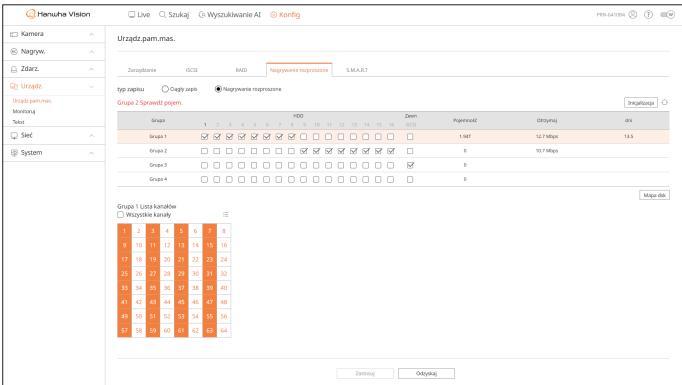 Hanwha Vision Live Szukaj Wyszukiwanie AI Konfig PRN-6410B4
Kamera
Nagryw.
Zdarz.
Urządz.
Urządz.pam.mas.
Monitoruj
Tekst
Sieć
System
Urządz.pam.mas.
Zarządzanie iSCSI RAID Nagrywanie rozproszone S.M.A.R.T
typ zapisu Ciągły zapis Nagrywanie rozproszone
Grupa 2 Sprawdź pojem. Inicjalizacja
Grupa HDD Zewn Pojemność Otrzymaj dni
1 2 3 4 5 6 7 8 9 10 11 12 13 14 15 16 iSCSI
Grupa 1 1.94T 12.7 Mbps 13.5
Grupa 2 0 10.7 Mbps
Grupa 3 0
Grupa 4 0
Mapa dsk
Grupa 1 Lista kanałów
Wszystkie kanały
1 2 3 4 5 6 7 8
9 10 11 12 13 14 15 16
17 18 19 20 21 22 23 24
25 26 27 28 29 30 31 32
33 34 35 36 37 38 39 40
41 42 43 44 45 46 47 48
49 50 51 52 53 54 55 56
57 58 59 60 61 62 63 64
Zastosuj Odzyskaj